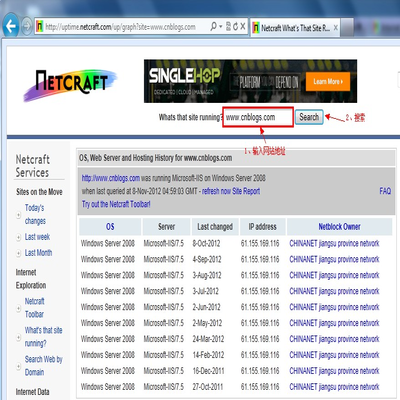 http://uptime.netcraft.com/up/graph?site=www.cnblogs.com
Netcraft What's That Site R...
NETCRAFT
SINGLEHOP
DEDICATED | CLOUD | MANAGED
PLATFORM
DEPEND ON
Learn More
Whats that site running? www.cnblogs.com Search
2、搜索
1、输入网站地址
Netcraft Services
OS, Web Server and Hosting History for www.cnblogs.com
http://www.cnblogs.com was running Microsoft-IIS on Windows Server 2008
when last queried at 8-Nov-2012 04:59:03 GMT - refresh now Site Report FAQ
Try out the Netcraft Toolbar!
Sites on the Move
Today's changes
Last week
Last Month
Internet Exploration
Netcraft Toolbar
What's that site running?
Search Web by Domain
Internet Data
OS Server Last changed IP address Netblock Owner
Windows Server 2008 Microsoft-IIS/7.5 8-Oct-2012 61.155.169.116 CHINANET jiangsu province network
Windows Server 2008 Microsoft-IIS/7.5 4-Sep-2012 61.155.169.116 CHINANET jiangsu province network
Windows Server 2008 Microsoft-IIS/7.5 3-Aug-2012 61.155.169.116 CHINANET jiangsu province network
Windows Server 2008 Microsoft-IIS/7.5 3-Jul-2012 61.155.169.116 CHINANET jiangsu province network
Windows Server 2008 Microsoft-IIS/7.5 2-Jun-2012 61.155.169.116 CHINANET jiangsu province network
Windows Server 2008 Microsoft-IIS/7.5 2-May-2012 61.155.169.116 CHINANET jiangsu province network
Windows Server 2008 Microsoft-IIS/7.5 24-Mar-2012 61.155.169.116 CHINANET jiangsu province network
Windows Server 2008 Microsoft-IIS/7.5 14-Feb-2012 61.155.169.116 CHINANET jiangsu province network
Windows Server 2008 Microsoft-IIS/7.5 16-Dec-2011 61.155.169.116 CHINANET jiangsu province network
Windows Server 2008 Microsoft-IIS/7.5 27-Oct-2011 61.155.169.116 CHINANET jiangsu province network